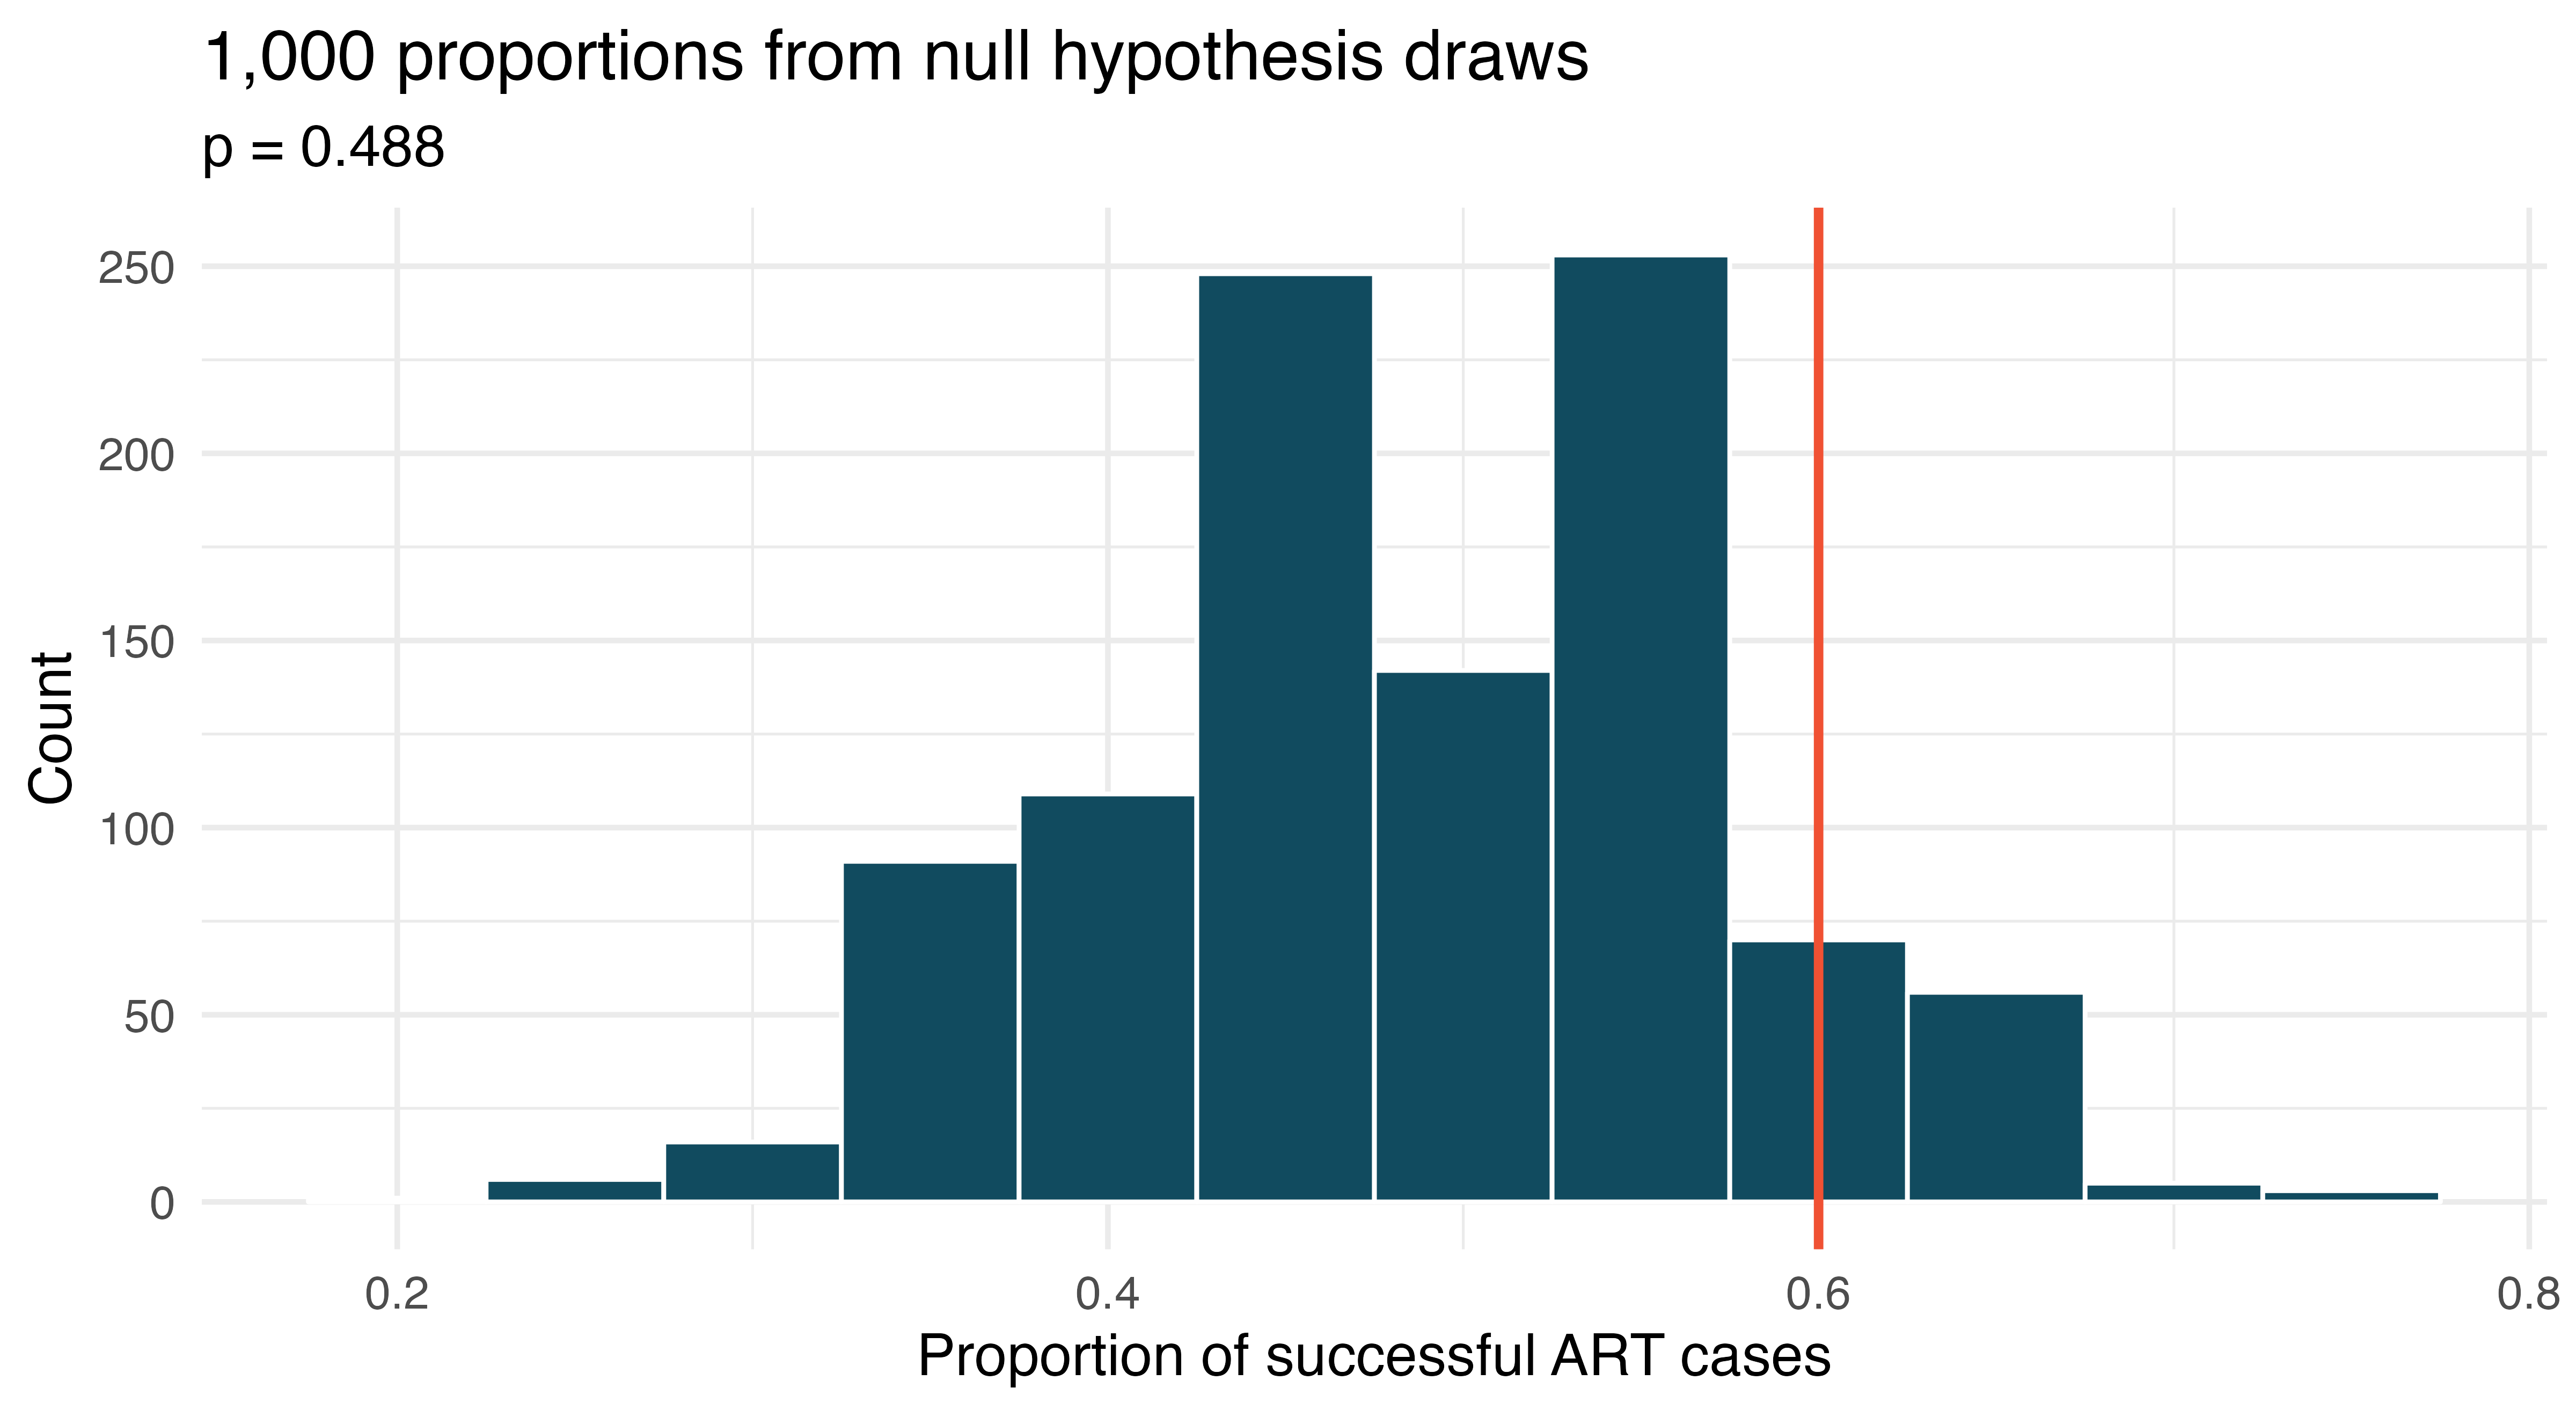 1,000 proportions from null hypothesis draws
p = 0.488
Count
250
200
150
100
50
0
0.2 0.4 0.6 0.8
Proportion of successful ART cases